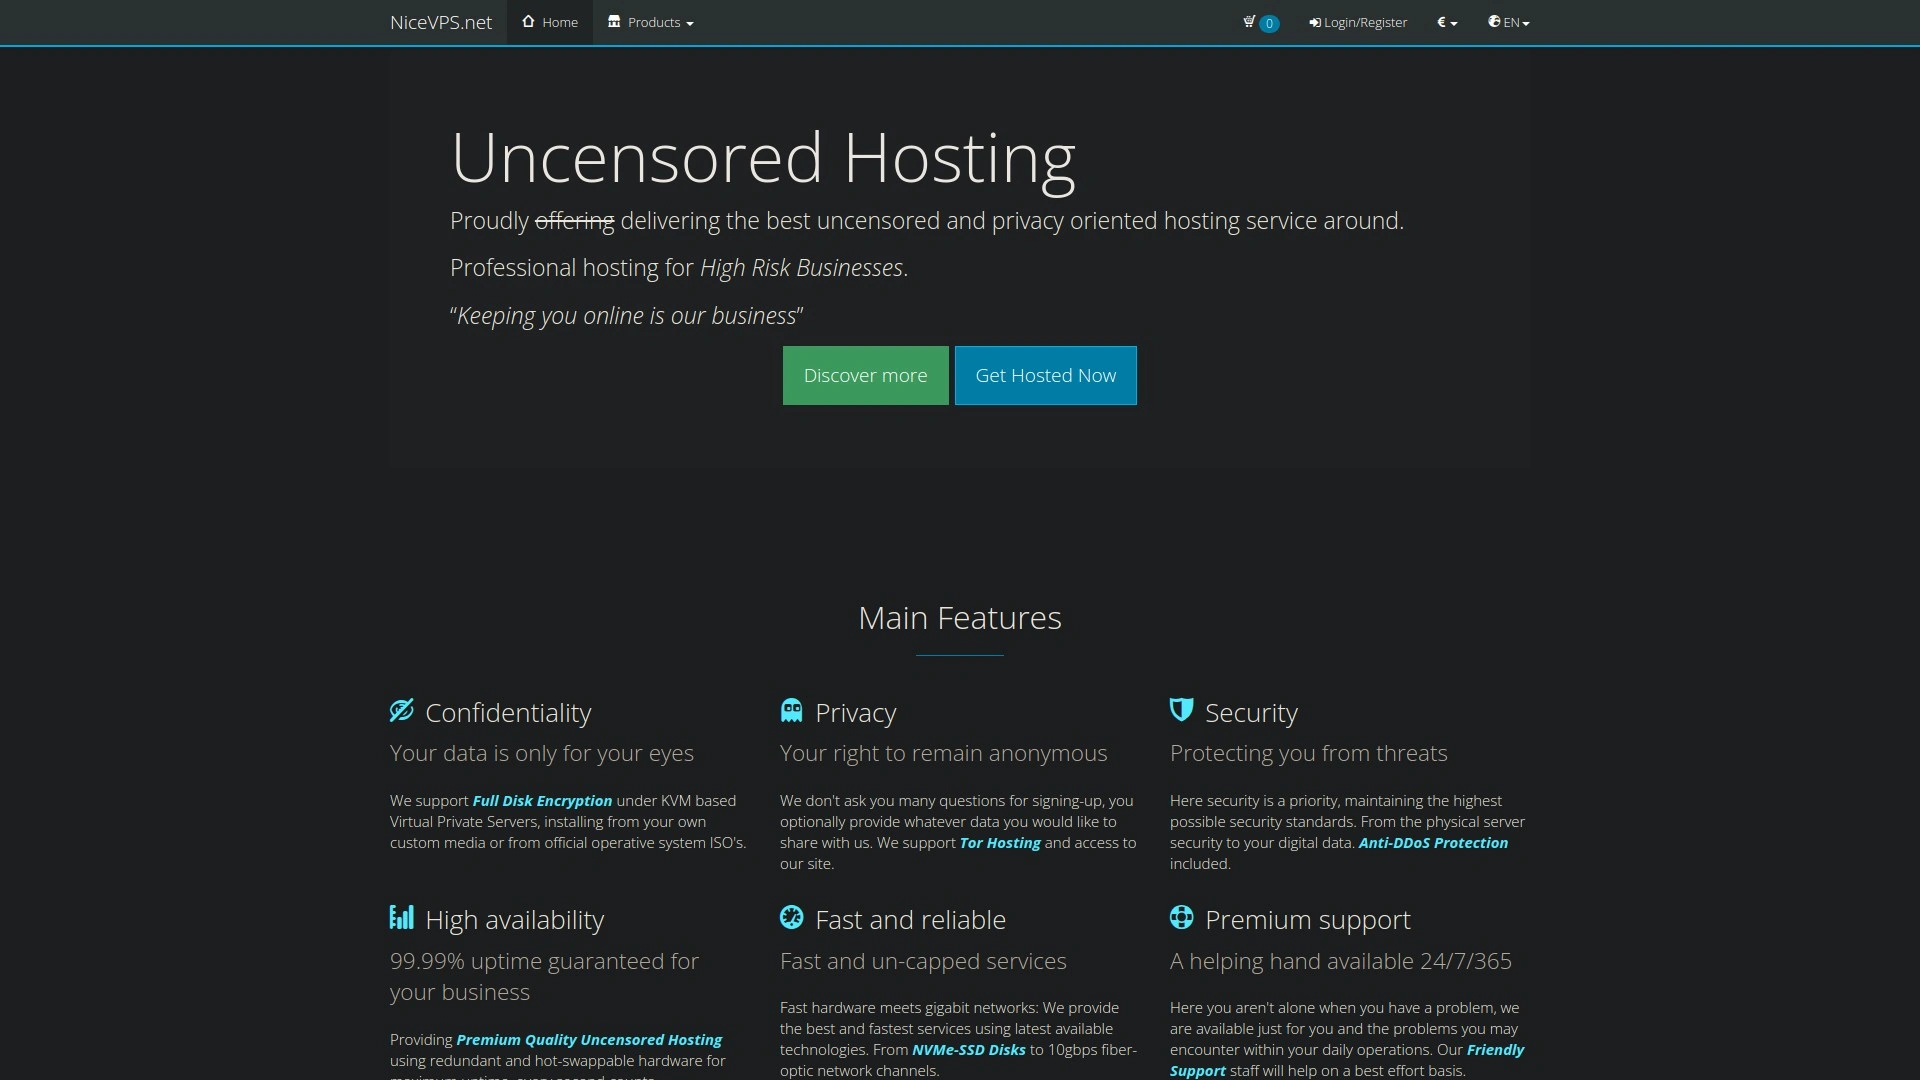 NiceVPS.net Home Products 0 Login/Register € EN
Uncensored Hosting
Proudly offering delivering the best uncensored and privacy oriented hosting service around.
Professional hosting for High Risk Businesses.
“Keeping you online is our business”
Discover more Get Hosted Now
Main Features
Confidentiality
Your data is only for your eyes
We support Full Disk Encryption under KVM based
Virtual Private Servers, installing from your own
custom media or from official operative system ISO's.
Privacy
Your right to remain anonymous
We don't ask you many questions for signing-up, you
optionally provide whatever data you would like to
share with us. We support Tor Hosting and access to
our site.
Security
Protecting you from threats
Here security is a priority, maintaining the highest
possible security standards. From the physical server
security to your digital data. Anti-DDoS Protection
included.
High availability
99.99% uptime guaranteed for
your business
Providing Premium Quality Uncensored Hosting
using redundant and hot-swappable hardware for
Fast and reliable
Fast and un-capped services
Fast hardware meets gigabit networks: We provide
the best and fastest services using latest available
technologies. From NVMe-SSD Disks to 10gbps fiber-
optic network channels.
Premium support
A helping hand available 24/7/365
Here you aren't alone when you have a problem, we
are available just for you and the problems you may
encounter within your daily operations. Our Friendly
Support staff will help on a best effort basis.